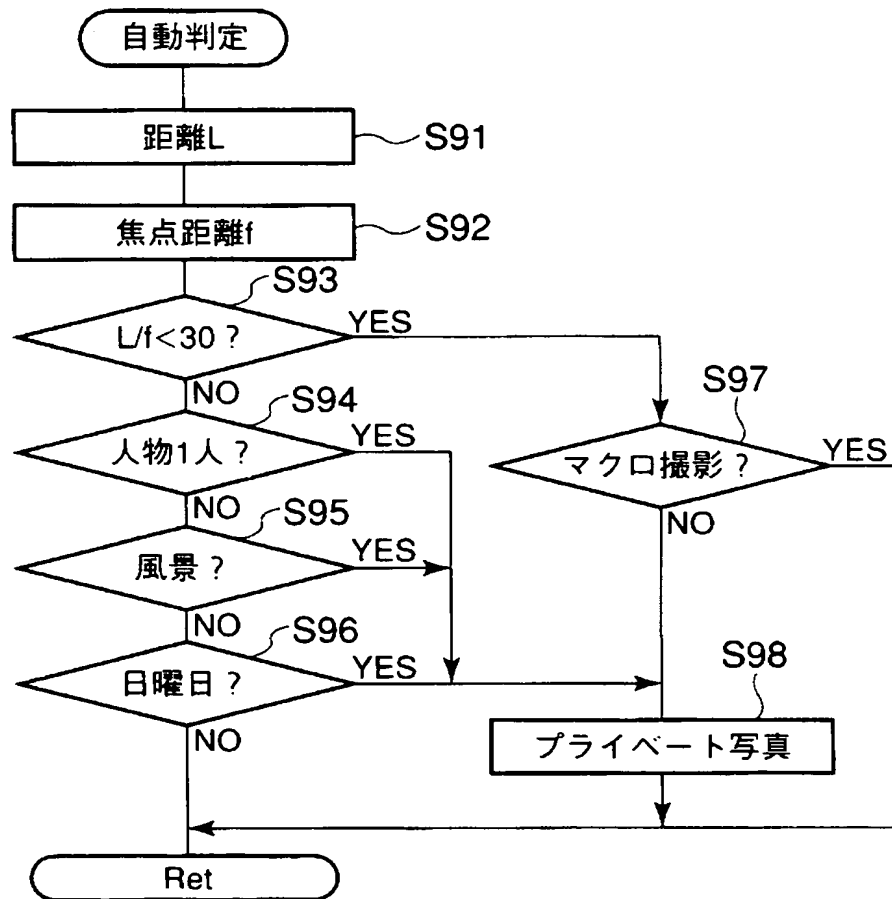 自動判定
距離L
S91
焦点距離f
S92
S93
L/f<30？
YES
NO
S94
人物1人？
YES
NO
S95
風景？
YES
NO
S96
日曜日？
YES
NO
S97
マクロ撮影？
YES
NO
S98
プライベート写真
Ret